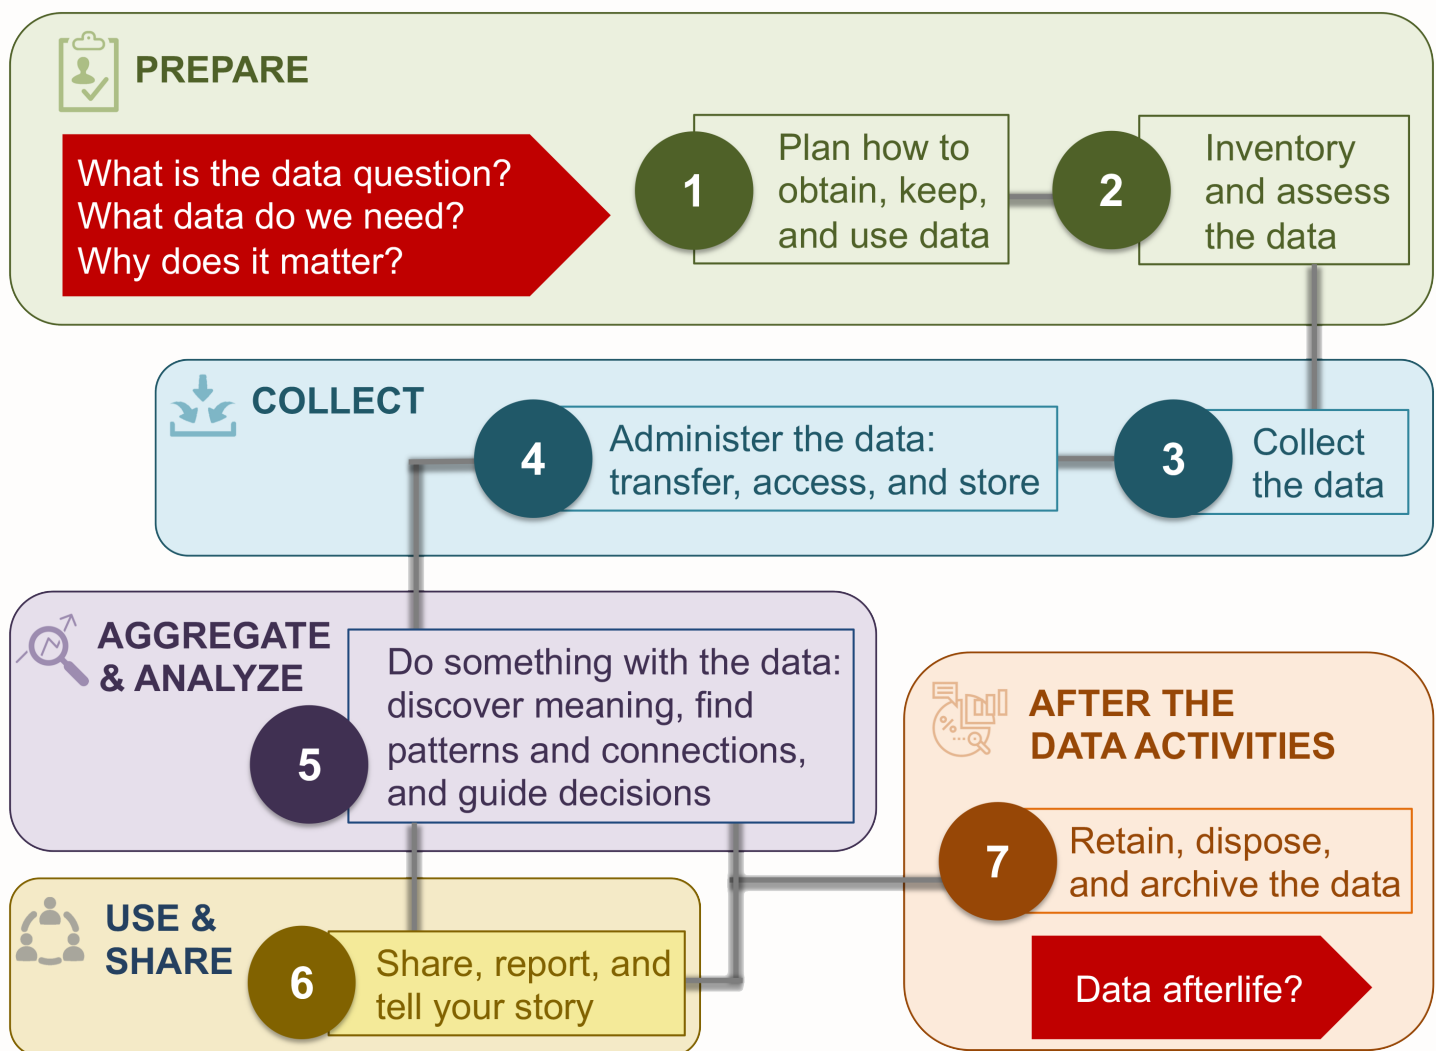 PREPARE
What is the data question?
What data do we need?
Why does it matter?
1
Plan how to
obtain, keep,
and use data
2
Inventory
and assess
the data
COLLECT
4
Administer the data:
transfer, access, and store
3
Collect
the data
AGGREGATE
& ANALYZE
5
Do something with the data:
discover meaning, find
patterns and connections,
and guide decisions
USE &
SHARE
6
Share, report, and
tell your story
AFTER THE
DATA ACTIVITIES
%
7
Retain, dispose,
and archive the data
Data afterlife?